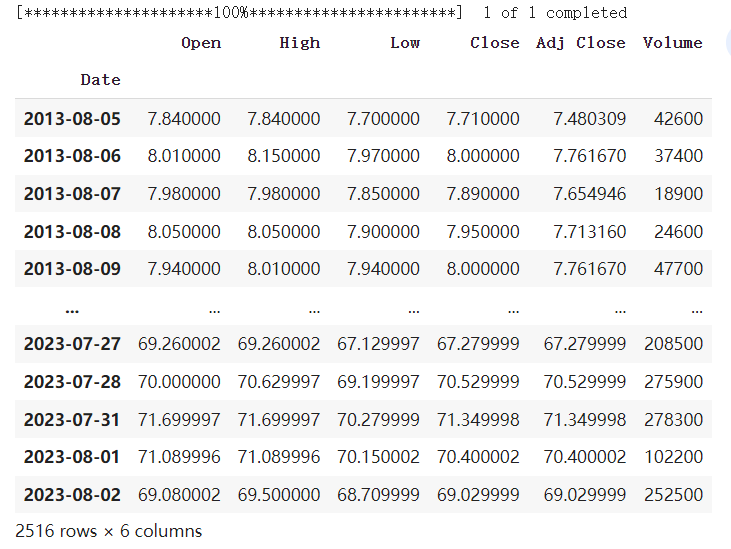 [*********************100%***********************]  1 of 1 completed
Open High Low Close Adj Close Volume
Date
2013-08-05 7.840000 7.840000 7.700000 7.710000 7.480309 42600
2013-08-06 8.010000 8.150000 7.970000 8.000000 7.761670 37400
2013-08-07 7.980000 7.980000 7.850000 7.890000 7.654946 18900
2013-08-08 8.050000 8.050000 7.900000 7.950000 7.713160 24600
2013-08-09 7.940000 8.010000 7.940000 8.000000 7.761670 47700
... ... ... ... ... ... ...
2023-07-27 69.260002 69.260002 67.129997 67.279999 67.279999 208500
2023-07-28 70.000000 70.629997 69.199997 70.529999 70.529999 275900
2023-07-31 71.699997 71.699997 70.279999 71.349998 71.349998 278300
2023-08-01 71.089996 71.089996 70.150002 70.400002 70.400002 102200
2023-08-02 69.080002 69.500000 68.709999 69.029999 69.029999 252500
2516 rows × 6 columns